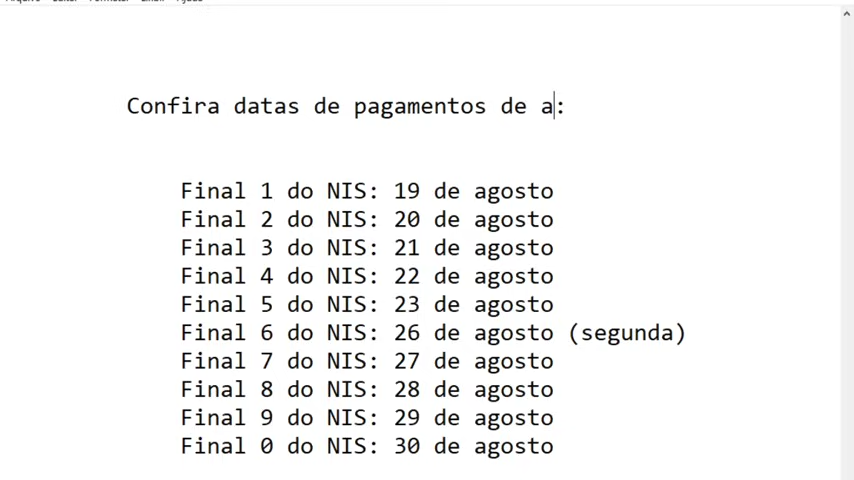 Confira datas de pagamentos de a:
Final 1 do NIS: 19 de agosto
Final 2 do NIS: 20 de agosto
Final 3 do NIS: 21 de agosto
Final 4 do NIS: 22 de agosto
Final 5 do NIS: 23 de agosto
Final 6 do NIS: 26 de agosto (segunda)
Final 7 do NIS: 27 de agosto
Final 8 do NIS: 28 de agosto
Final 9 do NIS: 29 de agosto
Final 0 do NIS: 30 de agosto